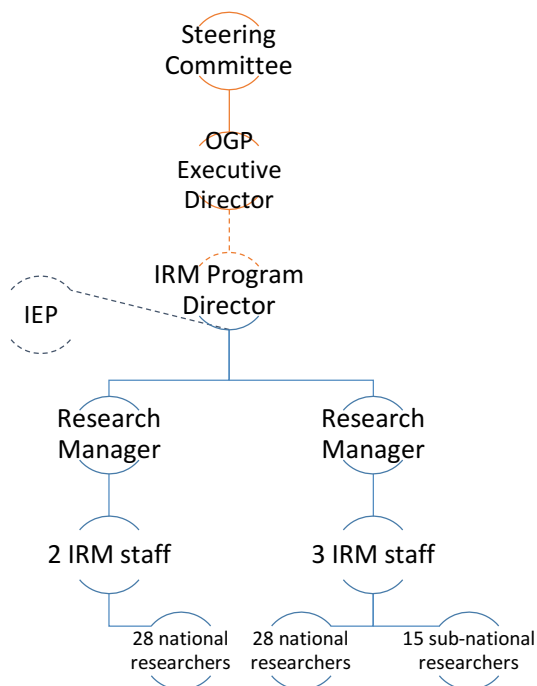 Steering
Committee
OGP
Executive
Director
IRM Program
Director
IEP
Research
Manager
Research
Manager
2 IRM staff
3 IRM staff
28 national
researchers
28 national
researchers
15 sub-national
researchers